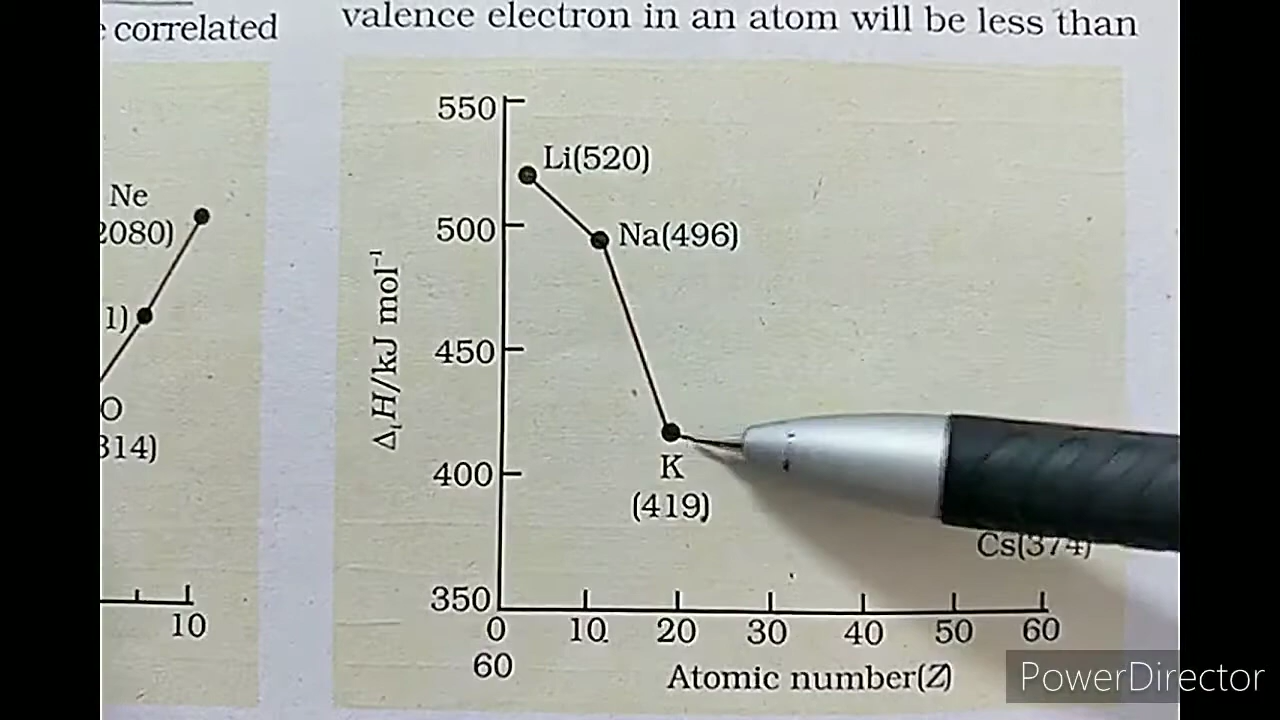 correlated
valence electron in an atom will be less than
550
Li(520)
Ne
2080)
500
Na(496)
1)
ΔᵢH/kJ mol⁻¹
450
O
314)
400
K
(419)
Cs(374)
350
10
0 10 20 30 40 50 60
60
Atomic number(Z)
PowerDirector